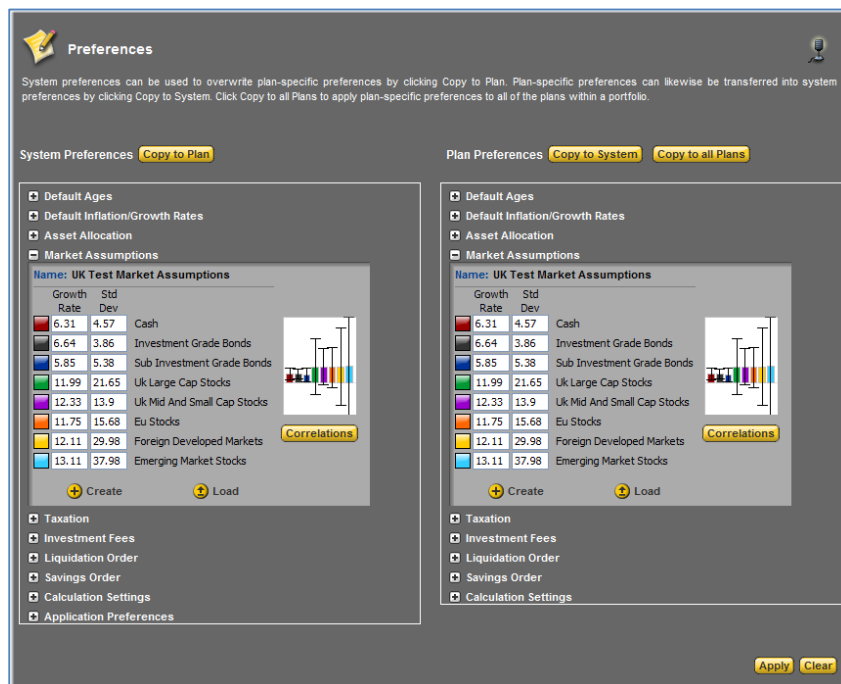 Preferences
System preferences can be used to overwrite plan-specific preferences by clicking Copy to Plan. Plan-specific preferences can likewise be transferred into system
preferences by clicking Copy to System. Click Copy to all Plans to apply plan-specific preferences to all of the plans within a portfolio.
System Preferences Copy to Plan
Default Ages
Default Inflation/Growth Rates
Asset Allocation
Market Assumptions
Name: UK Test Market Assumptions
Growth Rate Std Dev
6.31 4.57 Cash
6.64 3.86 Investment Grade Bonds
5.85 5.38 Sub Investment Grade Bonds
11.99 21.65 Uk Large Cap Stocks
12.33 13.9 Uk Mid And Small Cap Stocks
11.75 15.68 Eu Stocks
12.11 29.98 Foreign Developed Markets
13.11 37.98 Emerging Market Stocks
Correlations
Create Load
Taxation
Investment Fees
Liquidation Order
Savings Order
Calculation Settings
Application Preferences
Plan Preferences Copy to System Copy to all Plans
Default Ages
Default Inflation/Growth Rates
Asset Allocation
Market Assumptions
Name: UK Test Market Assumptions
Growth Rate Std Dev
6.31 4.57 Cash
6.64 3.86 Investment Grade Bonds
5.85 5.38 Sub Investment Grade Bonds
11.99 21.65 Uk Large Cap Stocks
12.33 13.9 Uk Mid And Small Cap Stocks
11.75 15.68 Eu Stocks
12.11 29.98 Foreign Developed Markets
13.11 37.98 Emerging Market Stocks
Correlations
Create Load
Taxation
Investment Fees
Liquidation Order
Savings Order
Calculation Settings
Apply Clear